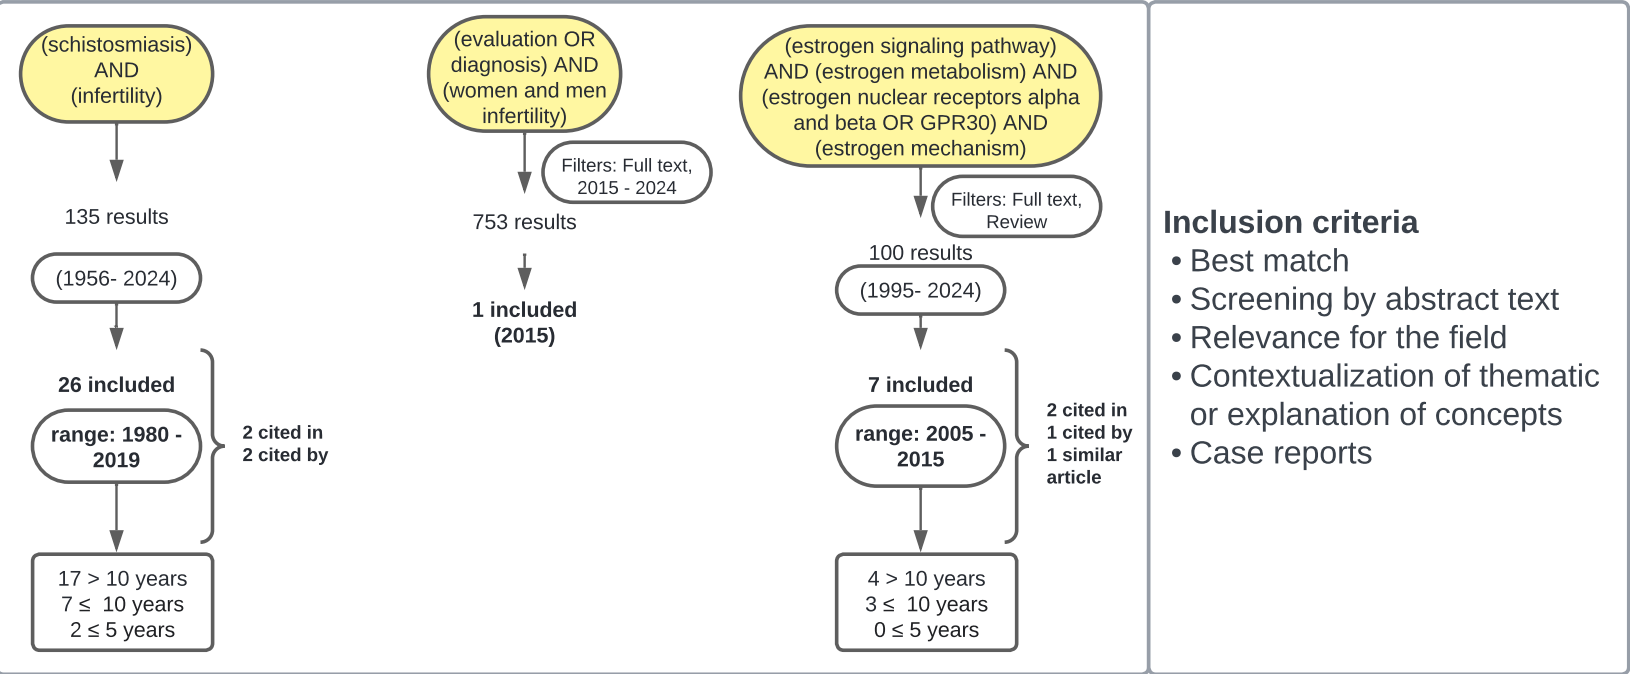 (schistosmiasis)
AND
(infertility)
135 results
(1956- 2024)
26 included
range: 1980 -
2019
2 cited in
2 cited by
17 > 10 years
7 ≤  10 years
2 ≤ 5 years
(evaluation OR
diagnosis) AND
(women and men
infertility)
Filters: Full text,
2015 - 2024
753 results
1 included
(2015)
(estrogen signaling pathway)
AND (estrogen metabolism) AND
(estrogen nuclear receptors alpha
and beta OR GPR30) AND
(estrogen mechanism)
Filters: Full text,
Review
100 results
(1995- 2024)
7 included
range: 2005 -
2015
2 cited in
1 cited by
1 similar
article
4 > 10 years
3 ≤  10 years
0 ≤ 5 years
Inclusion criteria
• Best match
• Screening by abstract text
• Relevance for the field
• Contextualization of thematic
or explanation of concepts
• Case reports